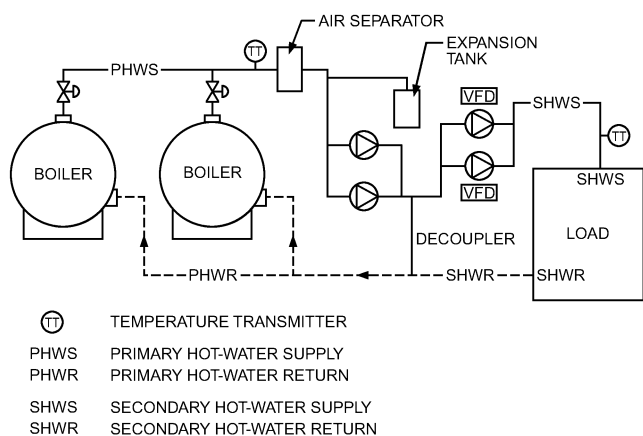 AIR SEPARATOR
EXPANSION
TANK
TT
PHWS
VFD
SHWS
TT
BOILER
BOILER
VFD
SHWS
LOAD
DECOUPLER
PHWR
SHWR
SHWR
TT TEMPERATURE TRANSMITTER
PHWS PRIMARY HOT-WATER SUPPLY
PHWR PRIMARY HOT-WATER RETURN
SHWS SECONDARY HOT-WATER SUPPLY
SHWR SECONDARY HOT-WATER RETURN